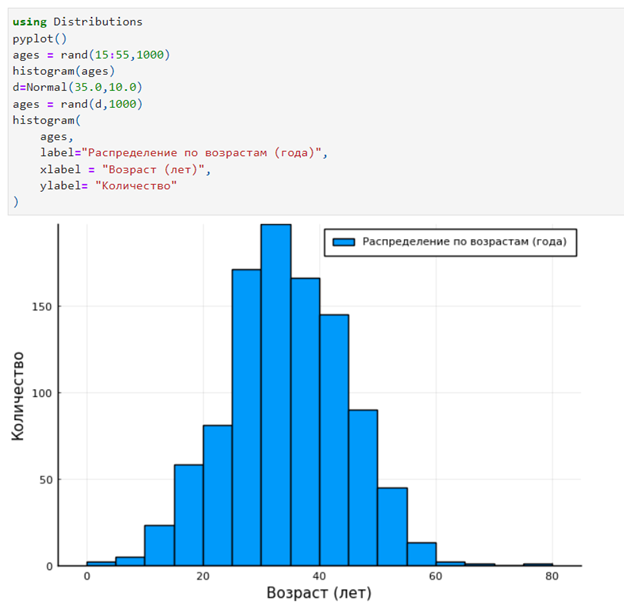 using Distributions
pyplot()
ages = rand(15:55,1000)
histogram(ages)
d=Normal(35.0,10.0)
ages = rand(d,1000)
histogram(
    ages,
    label="Распределение по возрастам (года)",
    xlabel = "Возраст (лет)",
    ylabel= "Количество"
)
Распределение по возрастам (года)
150
100
50
0
Количество
0 20 40 60 80
Возраст (лет)